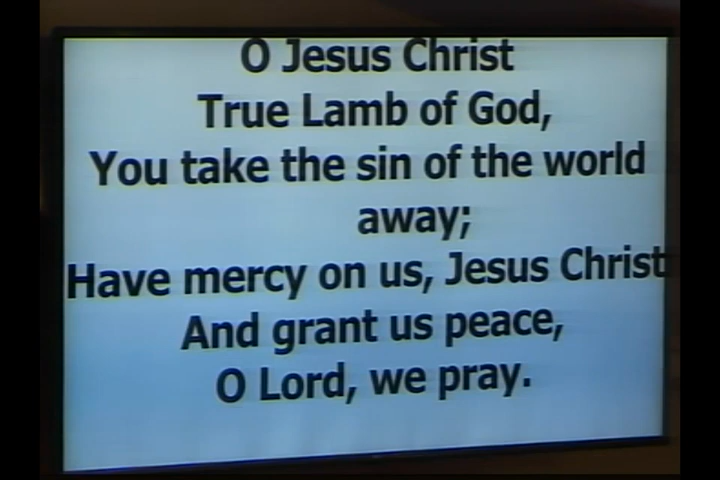 O Jesus Christ
True Lamb of God,
You take the sin of the world
away;
Have mercy on us, Jesus Christ
And grant us peace,
O Lord, we pray.